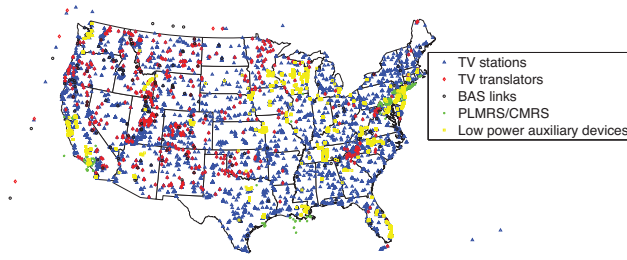 TV stations
TV translators
BAS links
PLMRS/CMRS
Low power auxiliary devices